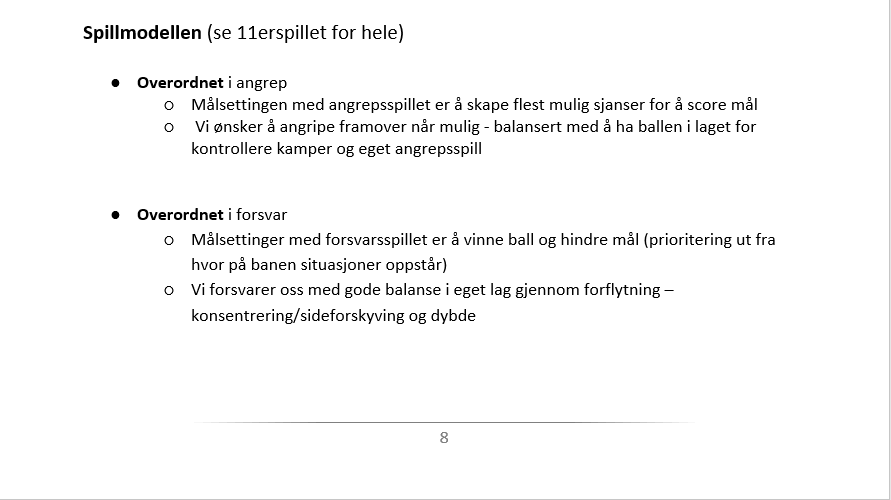 Spillmodellen (se 11erspillet for hele)
● Overordnet i angrep
○ Målsettingen med angrepsspillet er å skape flest mulig sjanser for å score mål
○ Vi ønsker å angripe framover når mulig - balansert med å ha ballen i laget for
kontrollere kamper og eget angrepsspill
● Overordnet i forsvar
○ Målsettinger med forsvarsspillet er å vinne ball og hindre mål (prioritering ut fra
hvor på banen situasjoner oppstår)
○ Vi forsvarer oss med gode balanse i eget lag gjennom forflytning –
konsentrering/sideforskyving og dybde
8